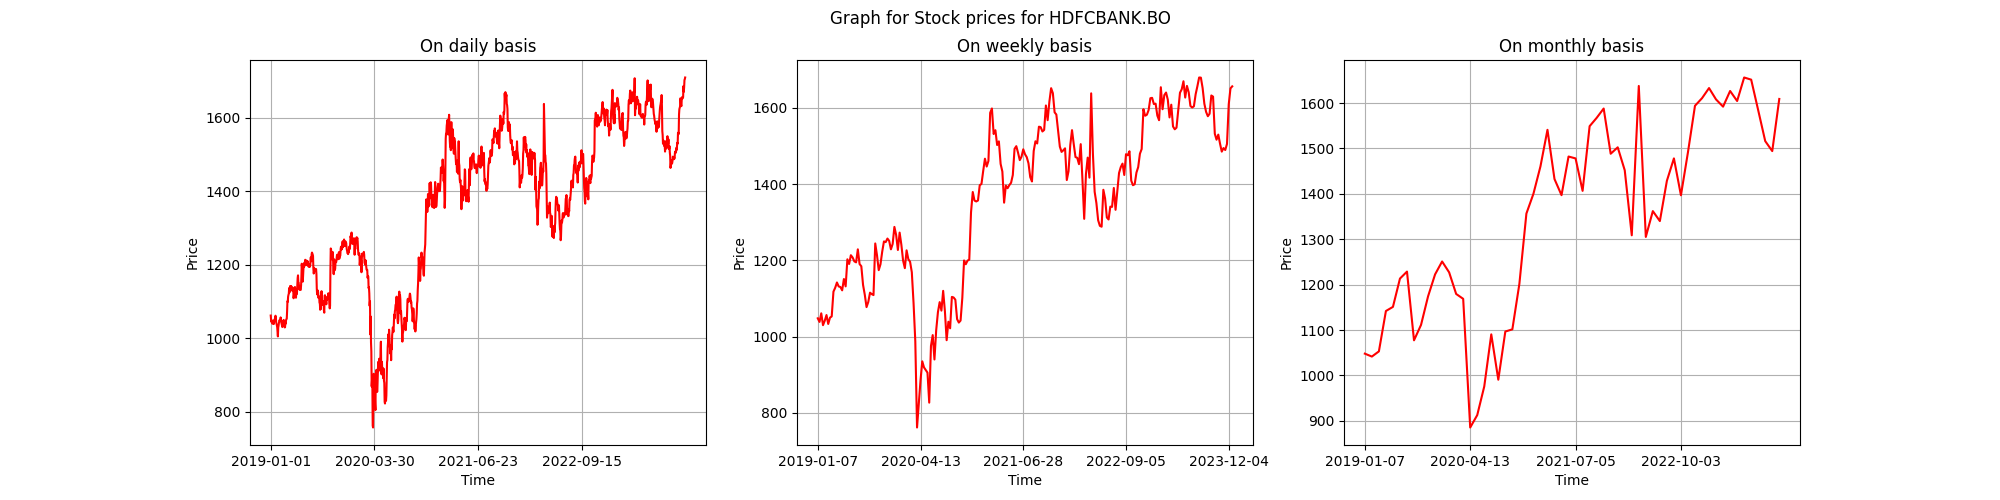 Graph for Stock prices for HDFCBANK.BO
On daily basis
Price
1600
1400
1200
1000
800
2019-01-01 2020-03-30 2021-06-23 2022-09-15
Time
On weekly basis
Price
1600
1400
1200
1000
800
2019-01-07 2020-04-13 2021-06-28 2022-09-05 2023-12-04
Time
On monthly basis
Price
1600
1500
1400
1300
1200
1100
1000
900
2019-01-07 2020-04-13 2021-07-05 2022-10-03
Time